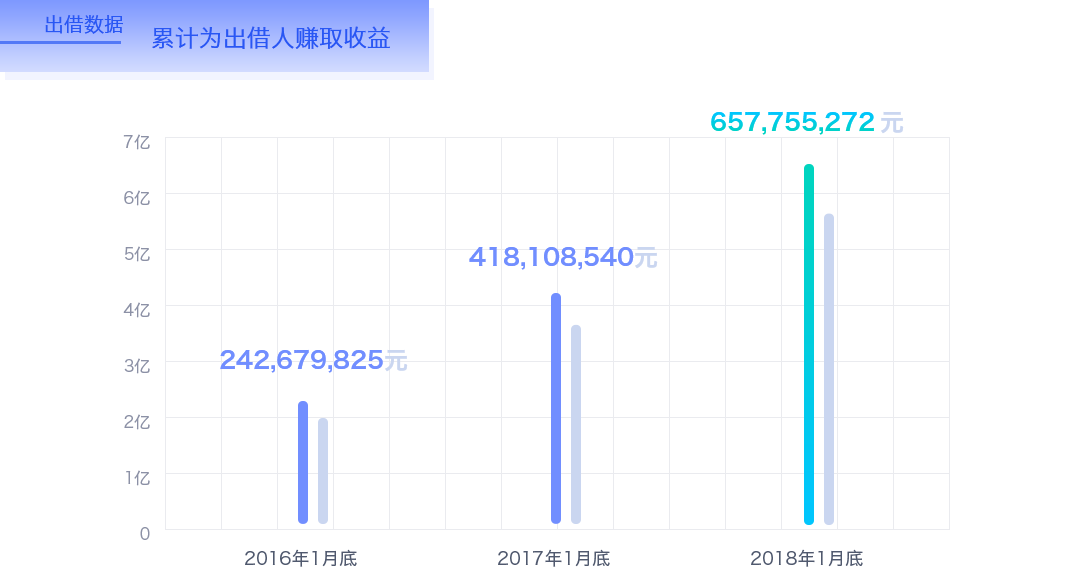 出借数据
累计为出借人赚取收益
657,755,272 元
7亿
6亿
5亿
418,108,540元
4亿
3亿
242,679,825元
2亿
1亿
0
2016年1月底
2017年1月底
2018年1月底